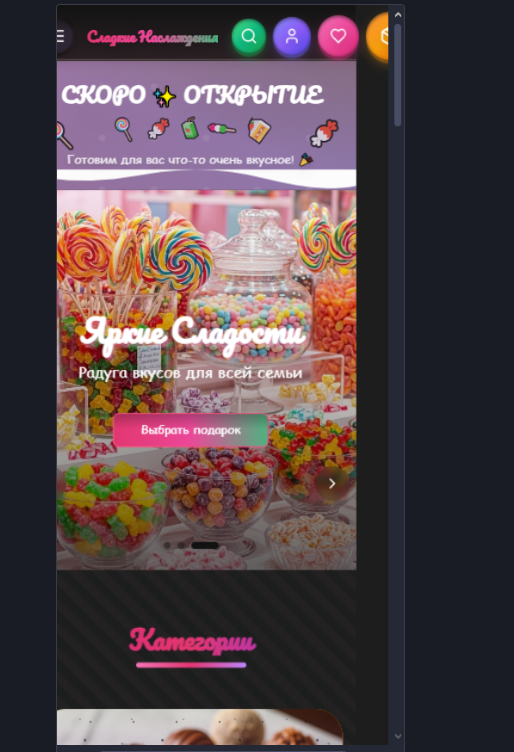 Сладкие Наслаждения
СКОРО ✨ ОТКРЫТИЕ
Готовим для вас что-то очень вкусное! 🎉
Яркие Сладости
Радуга вкусов для всей семьи
Выбрать подарок
Категории